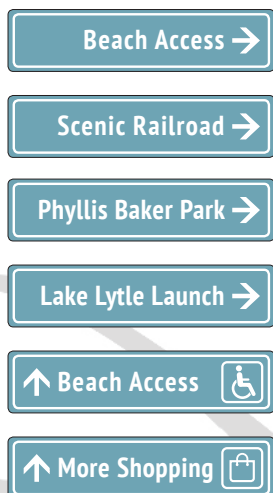 Beach Access →
Scenic Railroad →
Phyllis Baker Park →
Lake Lytle Launch →
↑ Beach Access
↑ More Shopping